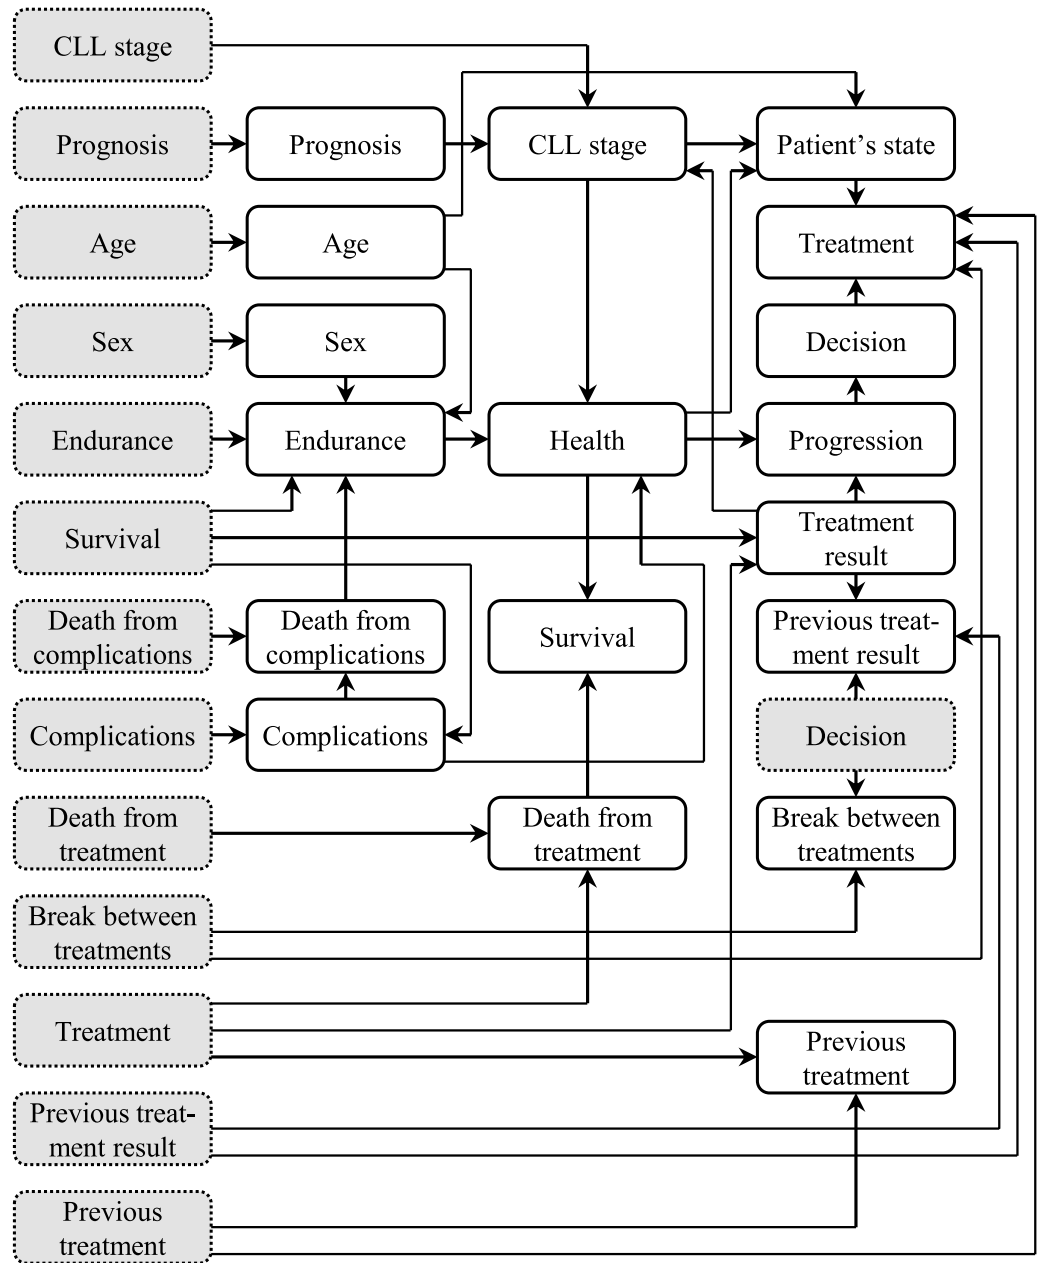 CLL stage
Prognosis
Prognosis
CLL stage
Patient's state
Age
Age
Treatment
Sex
Sex
Decision
Endurance
Endurance
Health
Progression
Survival
Treatment
result
Death from
complications
Death from
complications
Survival
Previous treat-
ment result
Complications
Complications
Decision
Death from
treatment
Death from
treatment
Break between
treatments
Break between
treatments
Treatment
Previous
treatment
Previous treat-
ment result
Previous
treatment